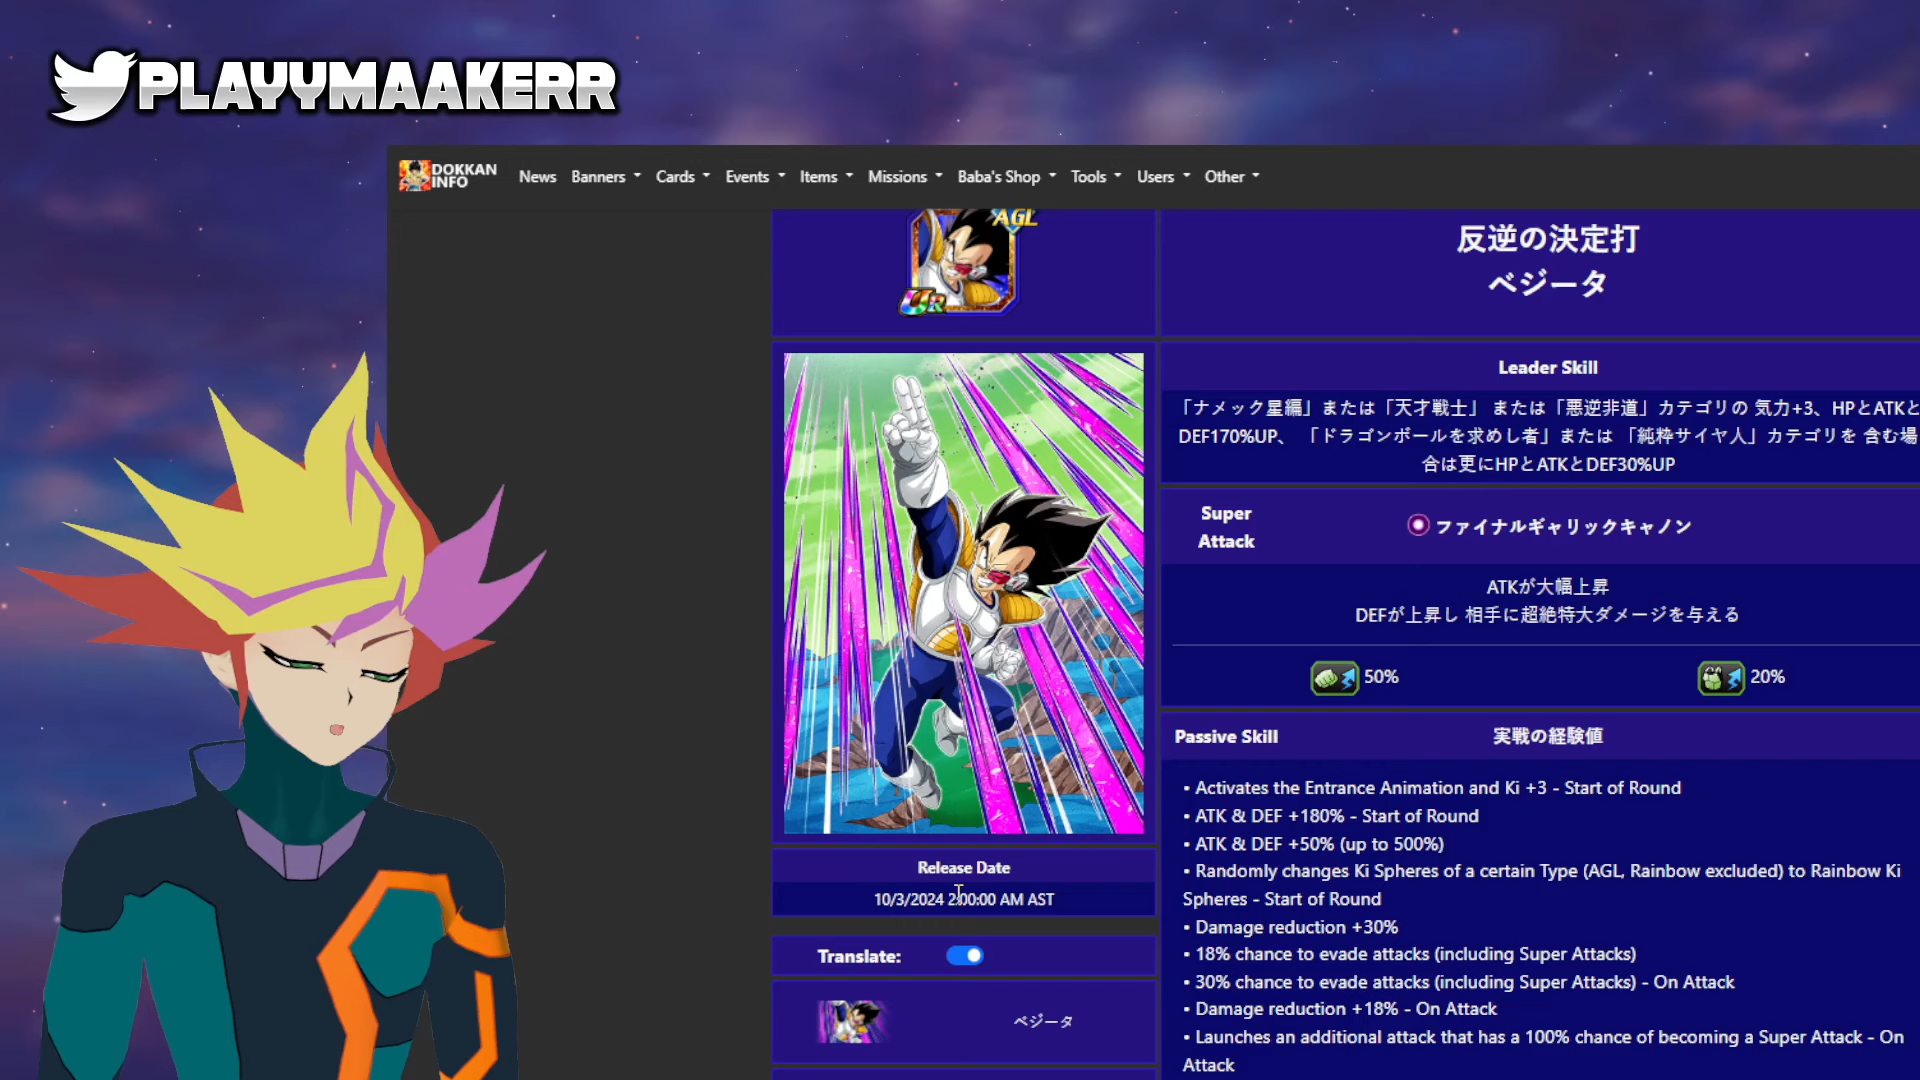 PLAYYMAAKERR
DOKKAN
INFO
News Banners Cards Events Items Missions Baba's Shop Tools Users Other
AGL
UR
反逆の決定打
ベジータ
Leader Skill
「ナメック星編」または「天才戦士」 または「悪逆非道」カテゴリの 気力+3、HPとATKと
DEF170%UP、 「ドラゴンボールを求めし者」または 「純粋サイヤ人」カテゴリを 含む場
合は更にHPとATKとDEF30%UP
Super
Attack
ファイナルギャリックキャノン
ATKが大幅上昇
DEFが上昇し 相手に超絶特大ダメージを与える
50%
20%
Passive Skill
実戦の経験値
• Activates the Entrance Animation and Ki +3 - Start of Round
• ATK & DEF +180% - Start of Round
• ATK & DEF +50% (up to 500%)
• Randomly changes Ki Spheres of a certain Type (AGL, Rainbow excluded) to Rainbow Ki
Spheres - Start of Round
• Damage reduction +30%
• 18% chance to evade attacks (including Super Attacks)
• 30% chance to evade attacks (including Super Attacks) - On Attack
• Damage reduction +18% - On Attack
• Launches an additional attack that has a 100% chance of becoming a Super Attack - On
Attack
Release Date
10/3/2024 2:00:00 AM AST
Translate:
ベジータ